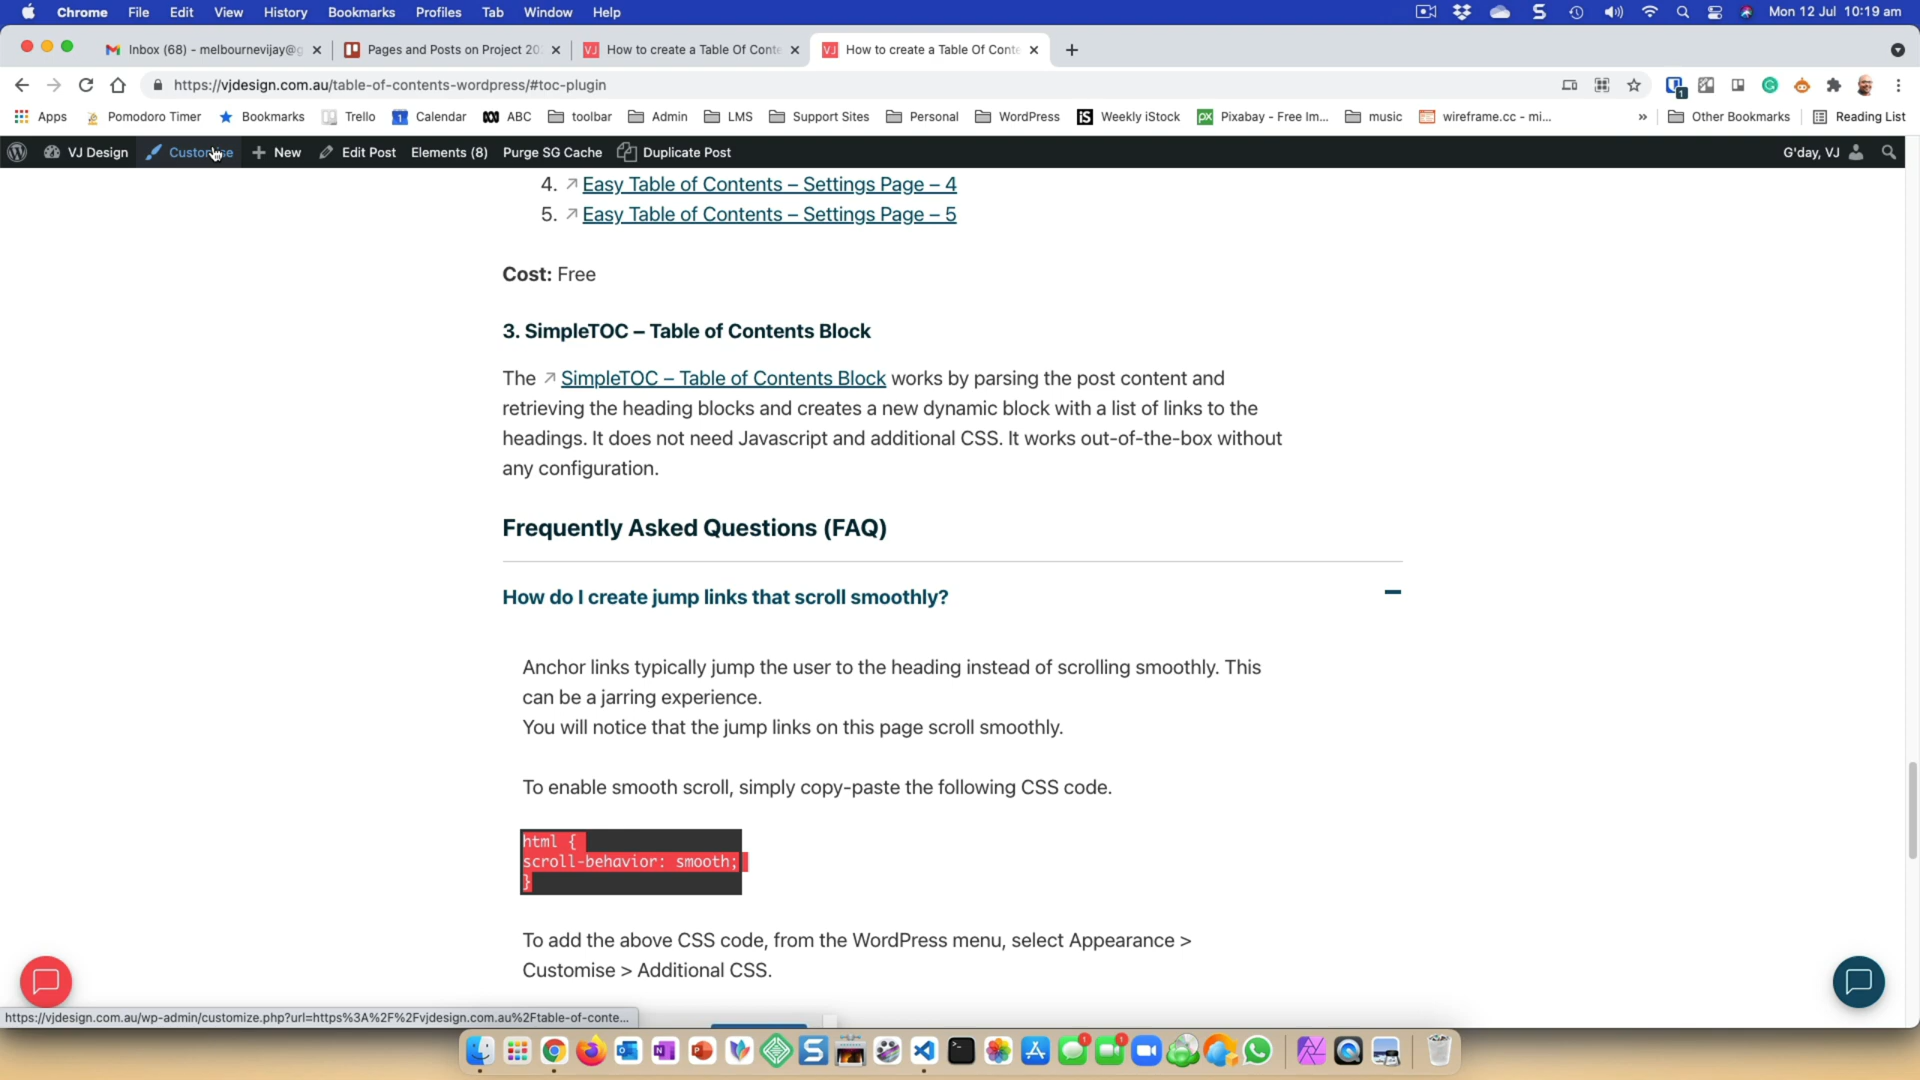 Chrome File Edit View History Bookmarks Profiles Tab Window Help Mon 12 Jul 10:19 am
Inbox (68) - melbournevijay@g Pages and Posts on Project 20 How to create a Table Of Conte How to create a Table Of Conte
https://vjdesign.com.au/table-of-contents-wordpress/#toc-plugin
Apps Pomodoro Timer Bookmarks Trello Calendar ABC toolbar Admin LMS Support Sites Personal WordPress Weekly iStock Pixabay - Free Im... music wireframe.cc - mi... » Other Bookmarks Reading List
VJ Design Customise New Edit Post Elements (8) Purge SG Cache Duplicate Post G'day, VJ
4. Easy Table of Contents – Settings Page – 4
5. Easy Table of Contents – Settings Page – 5
Cost: Free
3. SimpleTOC – Table of Contents Block
The SimpleTOC – Table of Contents Block works by parsing the post content and
retrieving the heading blocks and creates a new dynamic block with a list of links to the
headings. It does not need Javascript and additional CSS. It works out-of-the-box without
any configuration.
Frequently Asked Questions (FAQ)
How do I create jump links that scroll smoothly?
Anchor links typically jump the user to the heading instead of scrolling smoothly. This
can be a jarring experience.
You will notice that the jump links on this page scroll smoothly.
To enable smooth scroll, simply copy-paste the following CSS code.
html {
scroll-behavior: smooth;
}
To add the above CSS code, from the WordPress menu, select Appearance >
Customise > Additional CSS.
https://vjdesign.com.au/wp-admin/customize.php?url=https%3A%2F%2Fvjdesign.com.au%2Ftable-of-conte...